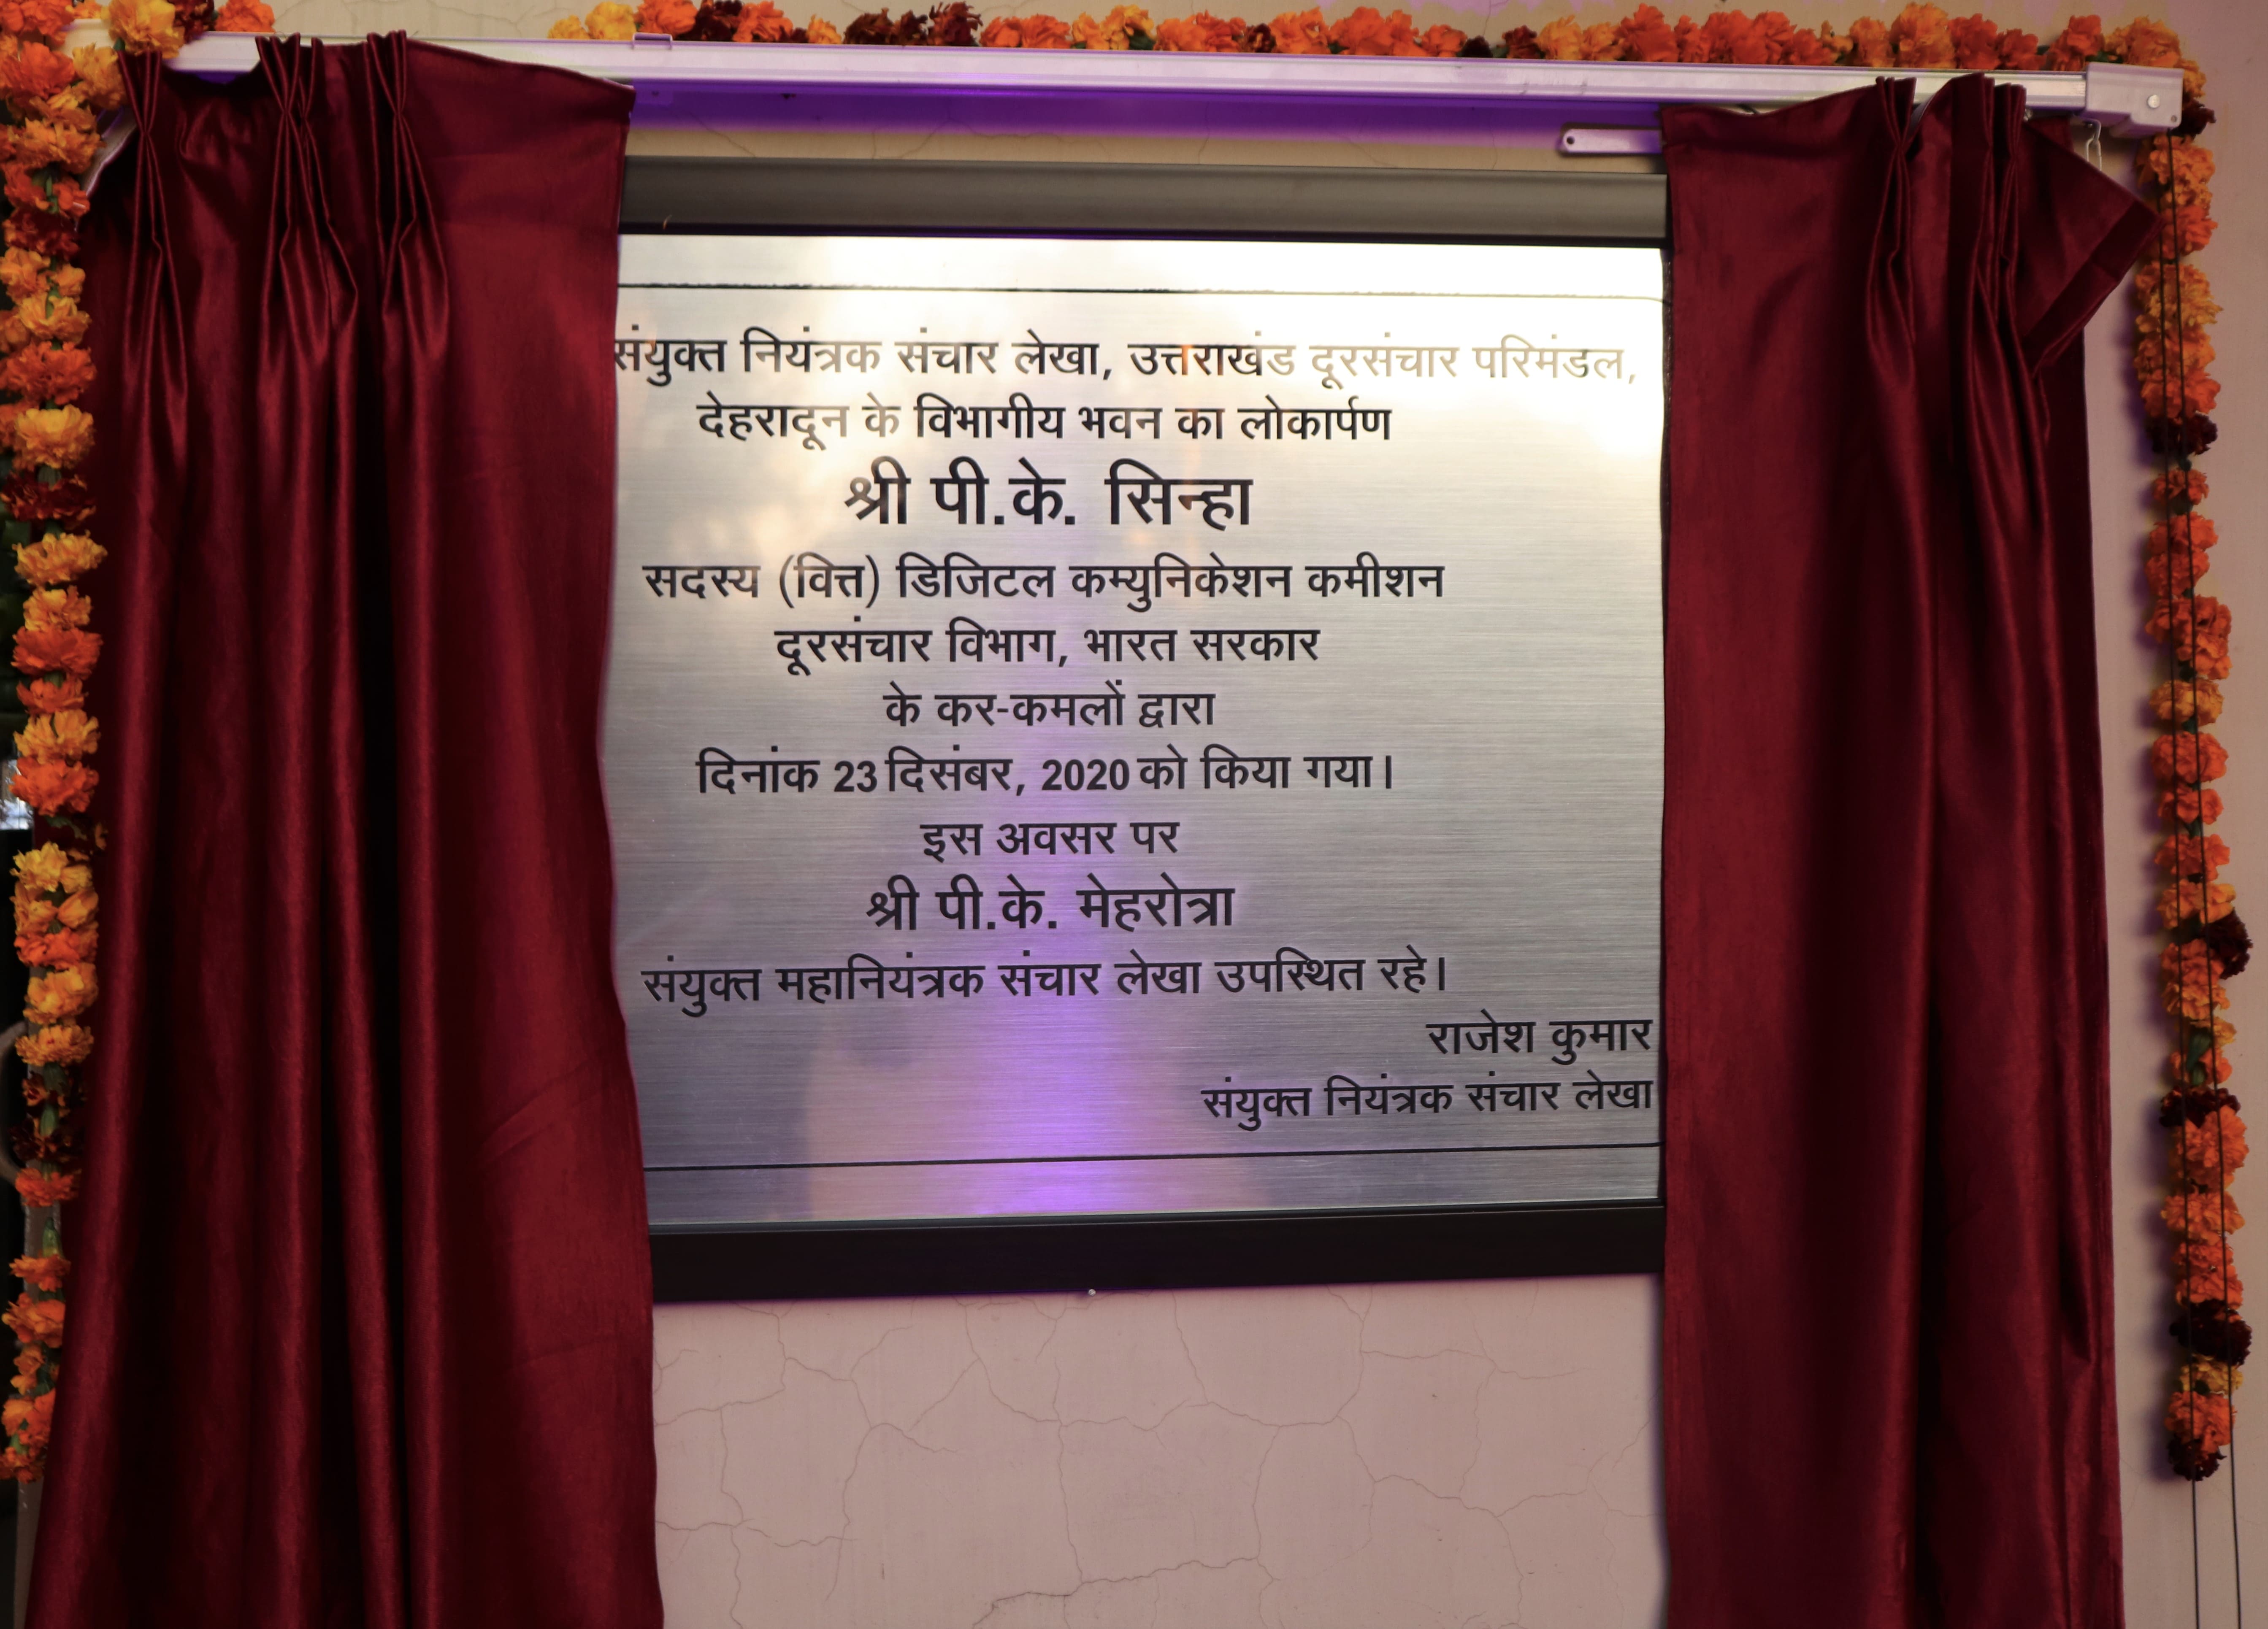 संयुक्त नियंत्रक संचार लेखा, उत्तराखंड दूरसंचार परिमंडल,
देहरादून के विभागीय भवन का लोकार्पण
श्री पी.के. सिन्हा
सदस्य (वित्त) डिजिटल कम्युनिकेशन कमीशन
दूरसंचार विभाग, भारत सरकार
के कर-कमलों द्वारा
दिनांक 23 दिसंबर, 2020 को किया गया।
इस अवसर पर
श्री पी.के. मेहरोत्रा
संयुक्त महानियंत्रक संचार लेखा उपस्थित रहे।
राजेश कुमार
संयुक्त नियंत्रक संचार लेखा